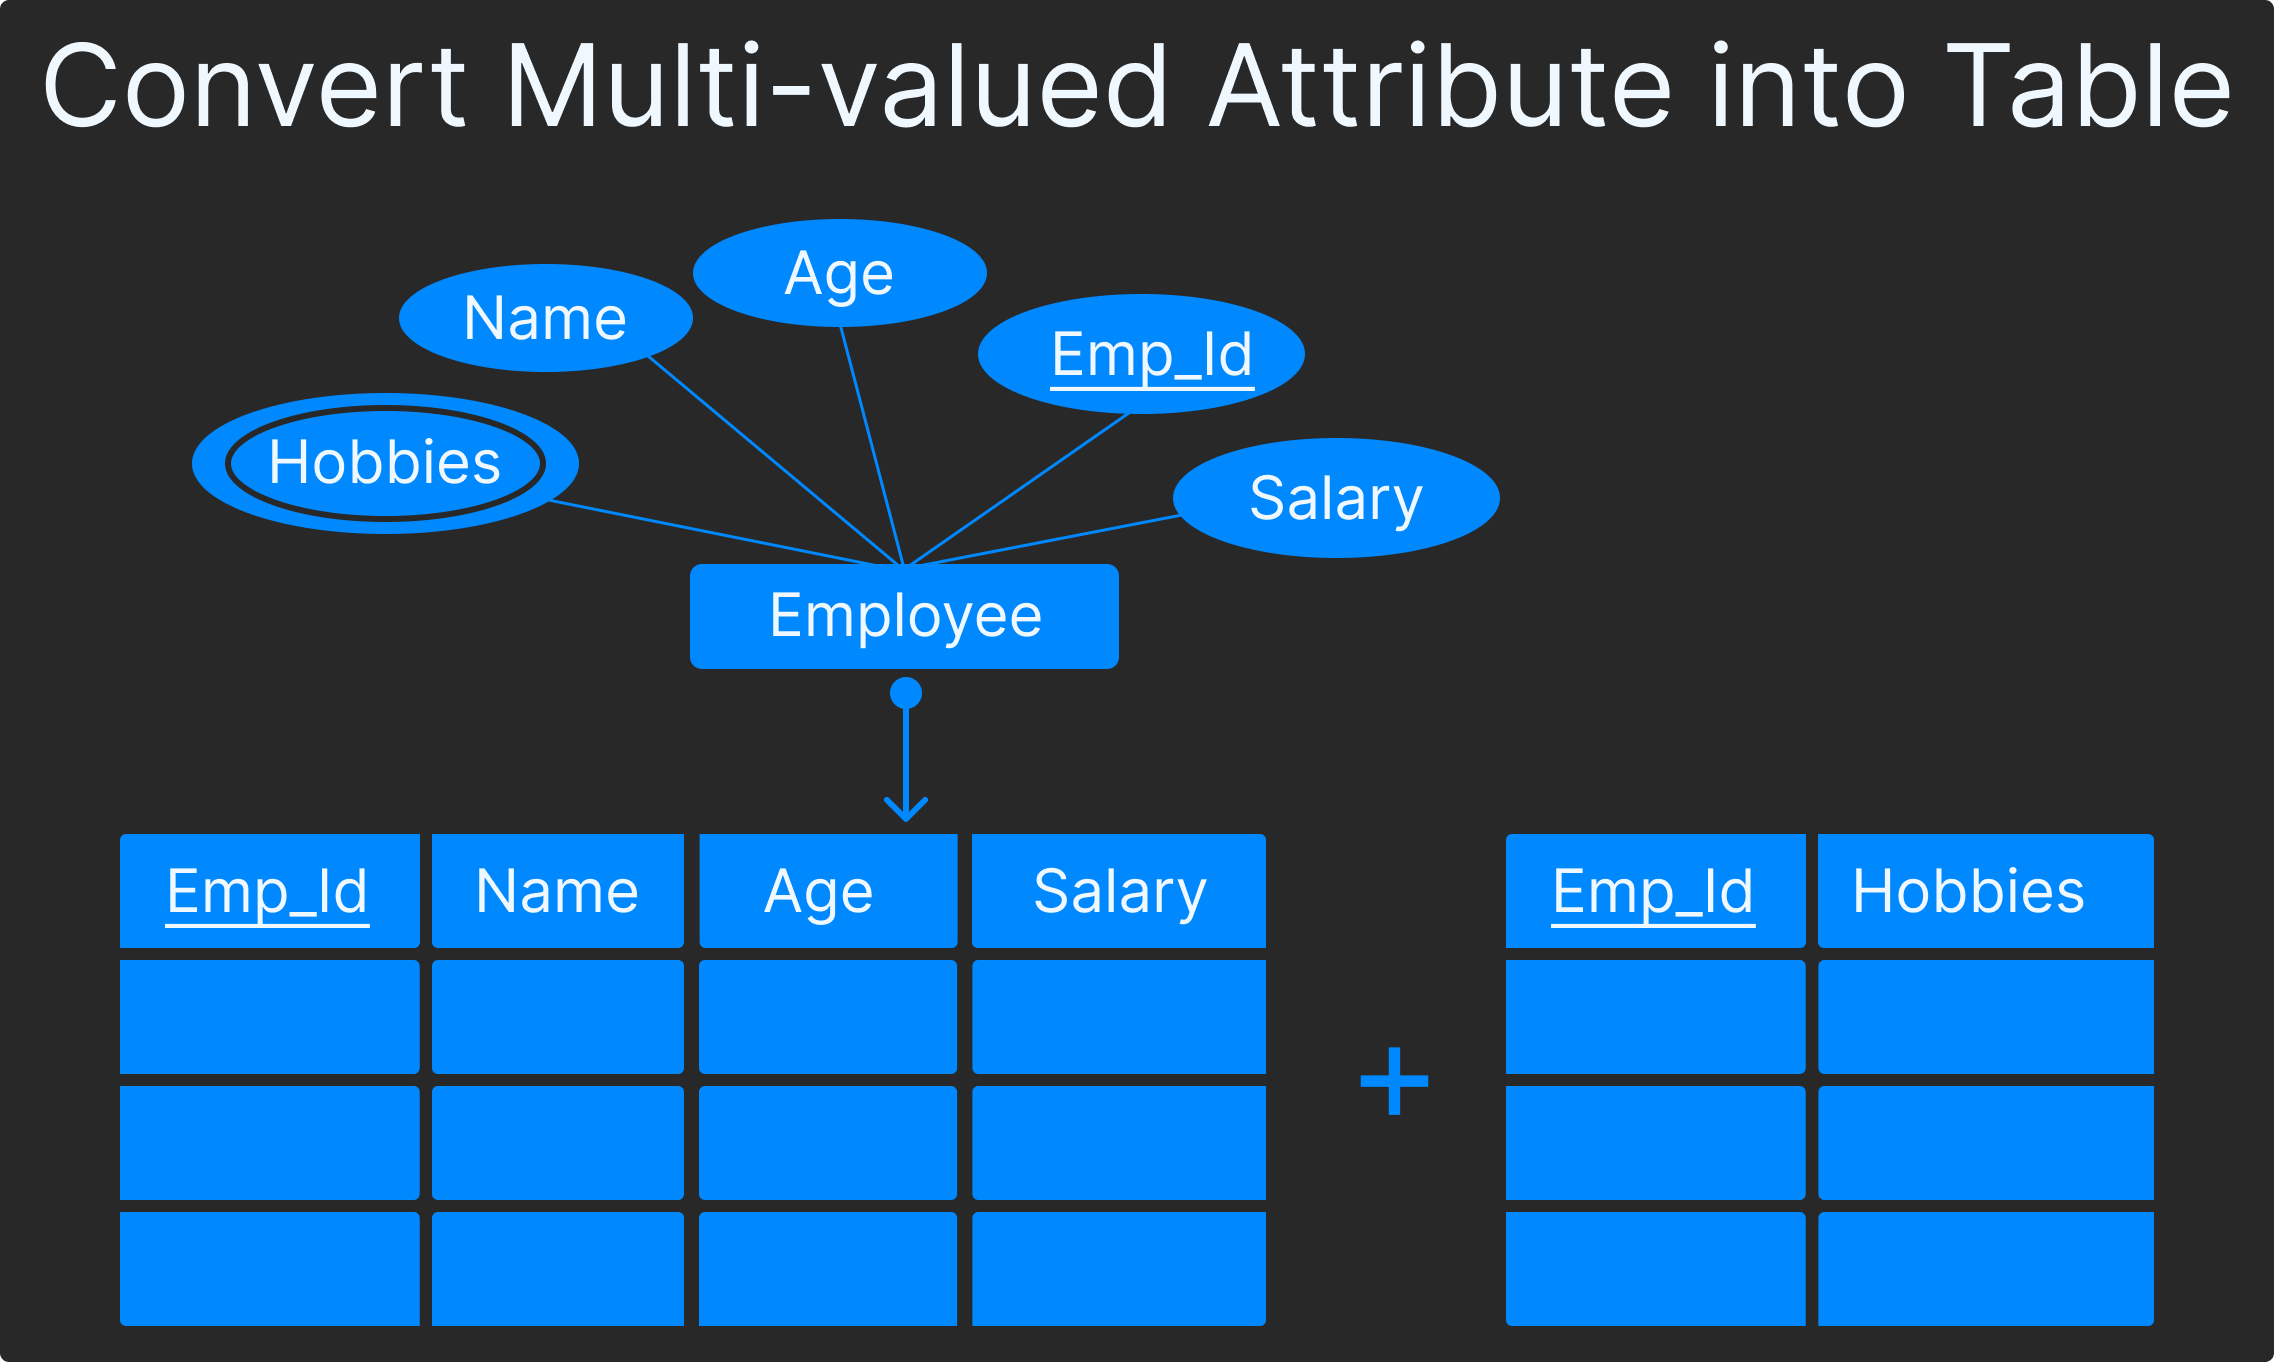 Convert Multi-valued Attribute into Table
Age
Name
Emp_Id
Hobbies
Salary
Employee
Emp_Id Name Age Salary
+
Emp_Id Hobbies